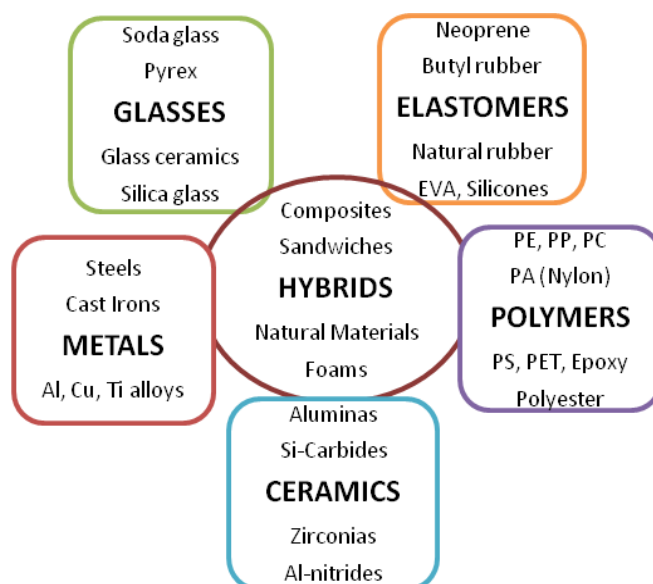 Soda glass
Pyrex
GLASSES
Glass ceramics
Silica glass
Neoprene
Butyl rubber
ELASTOMERS
Natural rubber
EVA, Silicones
Composites
Sandwiches
HYBRIDS
Natural Materials
Foams
Steels
Cast Irons
METALS
Al, Cu, Ti alloys
PE, PP, PC
PA (Nylon)
POLYMERS
PS, PET, Epoxy
Polyester
Aluminas
Si-Carbides
CERAMICS
Zirconias
Al-nitrides